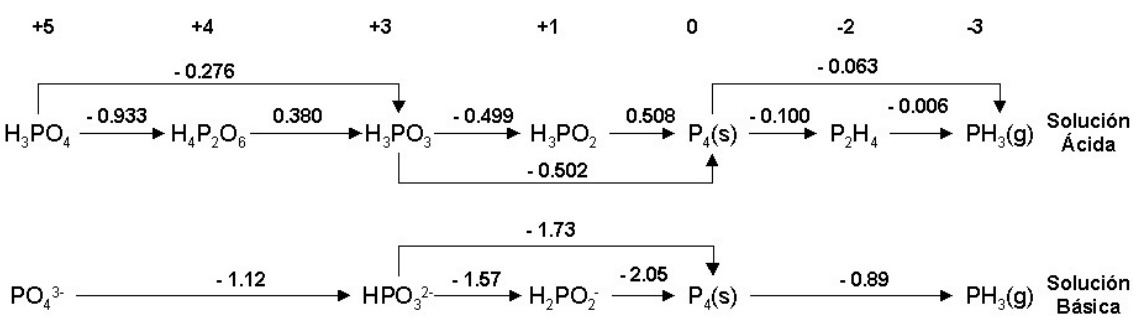 +5 +4 +3 +1 0 -2 -3
- 0.276 - 0.063
- 0.933 0.380 - 0.499 0.508 - 0.100 - 0.006
H₃PO₄ H₄P₂O₆ H₃PO₃ H₃PO₂ P₄(s) P₂H₄ PH₃(g) Solución
Ácida
- 0.502
- 1.73
- 1.12 - 1.57 - 2.05 - 0.89
PO₄³⁻ HPO₃²⁻ H₂PO₂⁻ P₄(s) PH₃(g) Solución
Básica